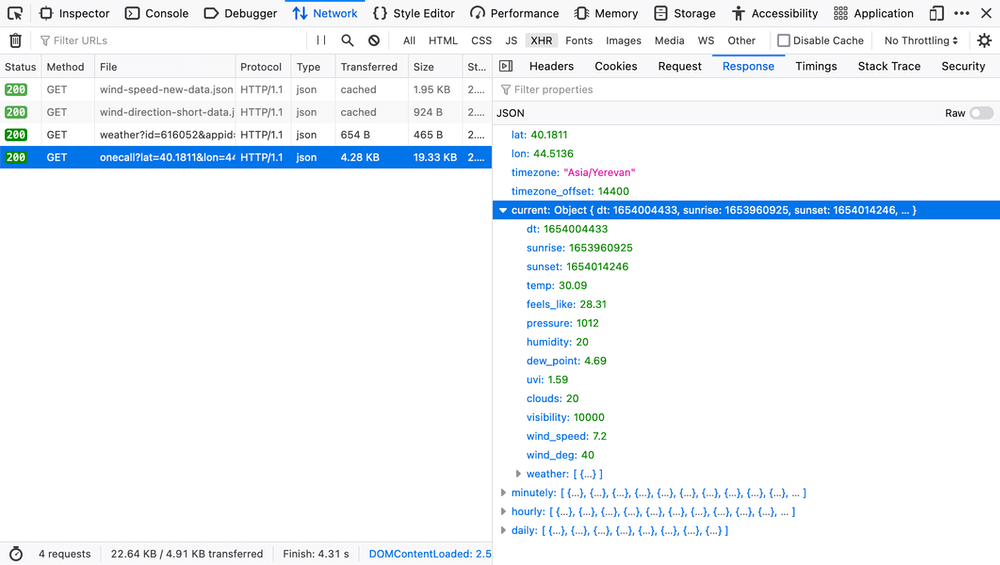 Inspector Console Debugger Network Style Editor Performance Memory Storage Accessibility Application
Filter URLs All HTML CSS JS XHR Fonts Images Media WS Other Disable Cache No Throttling
Status Method File Protocol Type Transferred Size St...
200 GET wind-speed-new-data.json HTTP/1.1 json cached 1.95 KB 2....
200 GET wind-direction-short-data.j HTTP/1.1 json cached 924 B 2....
200 GET weather?id=616052&appid= HTTP/1.1 json 654 B 465 B 2....
200 GET onecall?lat=40.1811&lon=44 HTTP/1.1 json 4.28 KB 19.33 KB 2....
4 requests 22.64 KB / 4.91 KB transferred Finish: 4.31 s DOMContentLoaded: 2.5
Headers Cookies Request Response Timings Stack Trace Security
Filter properties
JSON Raw
lat: 40.1811
lon: 44.5136
timezone: "Asia/Yerevan"
timezone_offset: 14400
current: Object { dt: 1654004433, sunrise: 1653960925, sunset: 1654014246, … }
dt: 1654004433
sunrise: 1653960925
sunset: 1654014246
temp: 30.09
feels_like: 28.31
pressure: 1012
humidity: 20
dew_point: 4.69
uvi: 1.59
clouds: 20
visibility: 10000
wind_speed: 7.2
wind_deg: 40
weather: [ {…} ]
minutely: [ {…}, {…}, {…}, {…}, {…}, {…}, {…}, {…}, {…}, {…}, … ]
hourly: [ {…}, {…}, {…}, {…}, {…}, {…}, {…}, {…}, {…}, {…}, … ]
daily: [ {…}, {…}, {…}, {…}, {…}, {…}, {…}, {…} ]